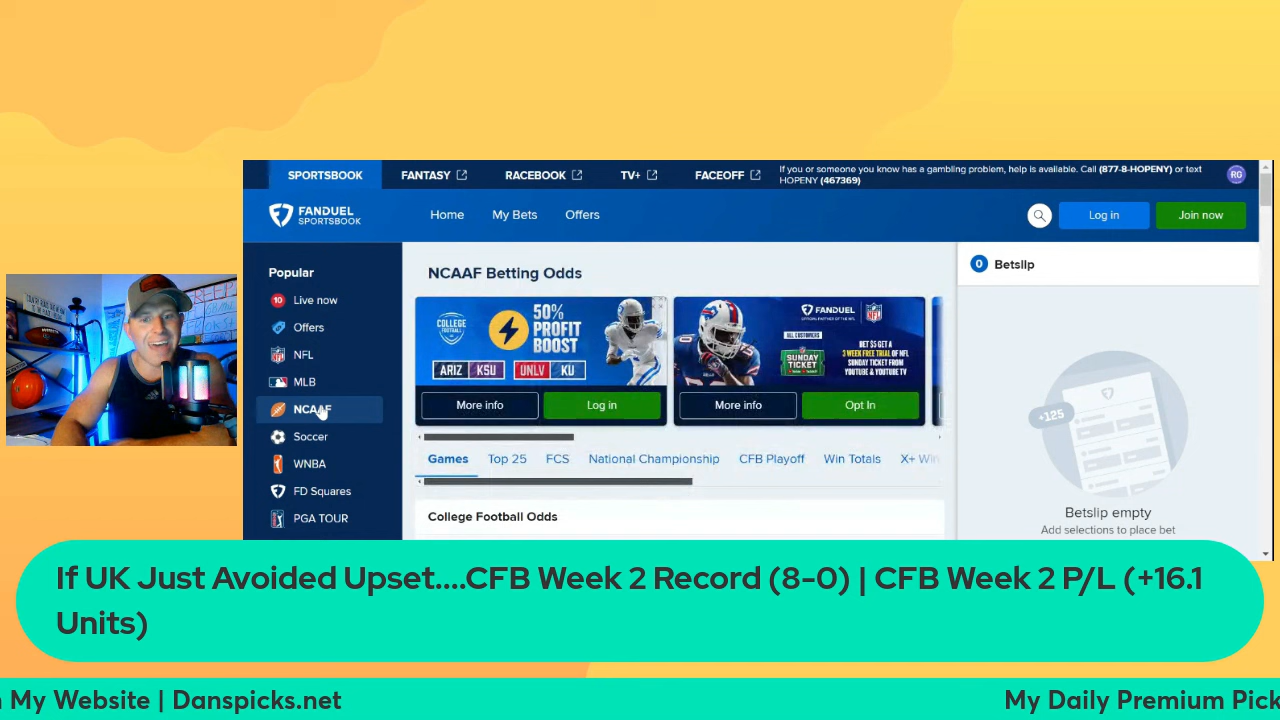 SPORTSBOOK FANTASY RACEBOOK TV+ FACEOFF
If you or someone you know has a gambling problem, help is available. Call (877-8-HOPENY) or text
HOPENY (467369)
RG
FANDUEL
SPORTSBOOK
Home My Bets Offers
Log in Join now
Popular
10 Live now
Offers
NFL
MLB
NCAAF
Soccer
WNBA
FD Squares
PGA TOUR
NCAAF Betting Odds
COLLEGE
FOOTBALL
50%
PROFIT
BOOST
ARIZ KSU UNLV KU
More info Log in
FANDUEL
ALL CUSTOMERS
SUNDAY
TICKET
BET $5 GET A
3 WEEK FREE TRIAL OF NFL
SUNDAY TICKET FROM
YOUTUBE & YOUTUBE TV
More info Opt In
Games Top 25 FCS National Championship CFB Playoff Win Totals X+ Win
College Football Odds
0 Betslip
+125
Betslip empty
Add selections to place bet
If UK Just Avoided Upset....CFB Week 2 Record (8-0) | CFB Week 2 P/L (+16.1
Units)
My Website | Danspicks.net My Daily Premium Pick